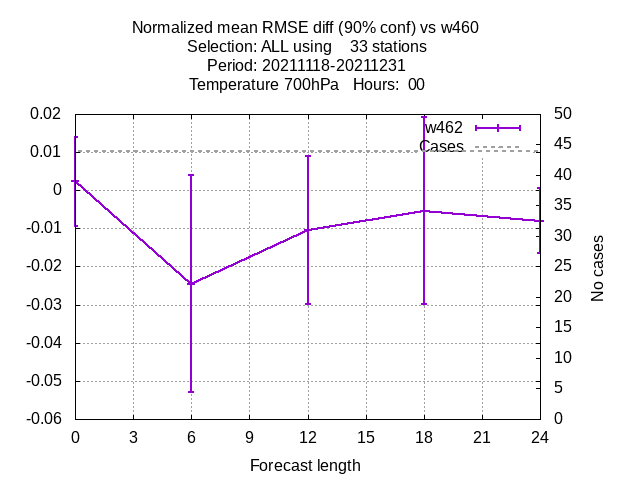 Normalized mean RMSE diff (90% conf) vs w460
Selection: ALL using    33 stations
Period: 20211118-20211231
Temperature 700hPa   Hours:  00
0.02
0.01
0
-0.01
-0.02
-0.03
-0.04
-0.05
-0.06
w462
Cases
50
45
40
35
30
25
20
15
10
5
0
No cases
0 3 6 9 12 15 18 21 24
Forecast length